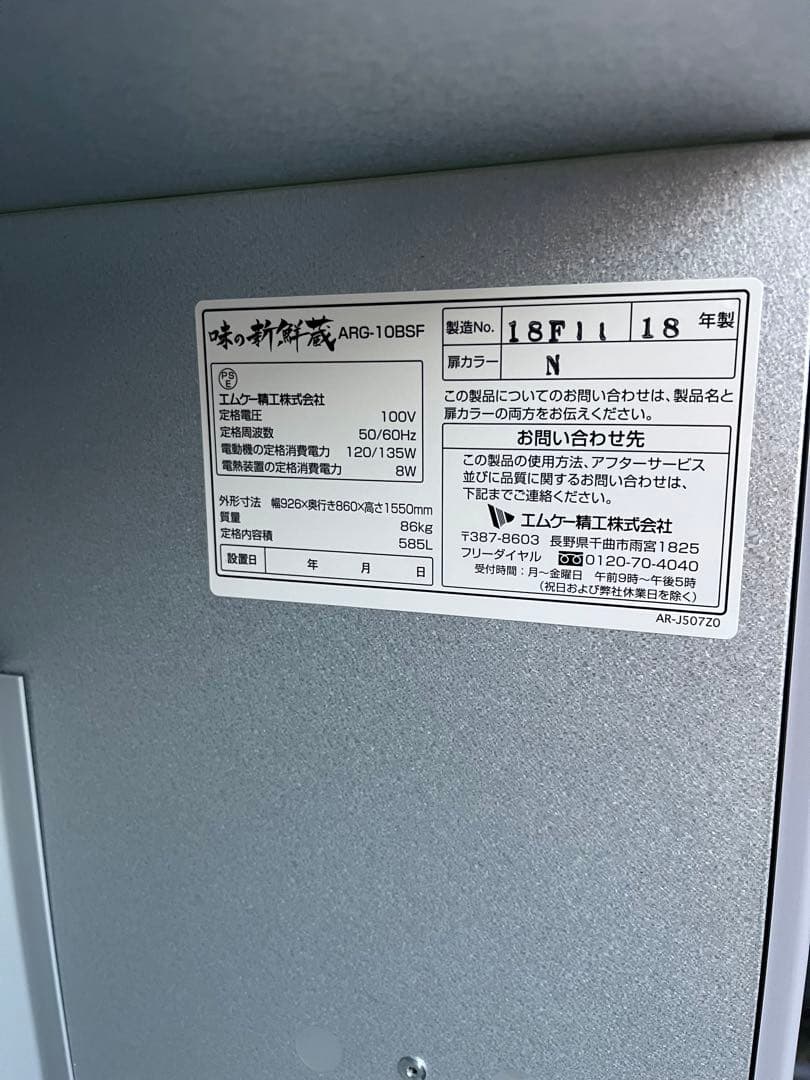 味の新鮮蔵 ARG-10BSF
PS
E
エムケー精工株式会社
定格電圧 100V
定格周波数 50/60Hz
電動機の定格消費電力 120/135W
電熱装置の定格消費電力 8W
外形寸法 幅926×奥行き860×高さ1550mm
質量 86kg
定格内容積 585L
設置日 年 月 日
製造No. 18F11 18 年製
扉カラー N
この製品についてのお問い合わせは、製品名と
扉カラーの両方をお伝えください。
お問い合わせ先
この製品の使用方法、アフターサービス
並びに品質に関するお問い合わせは、
下記までご連絡ください。
エムケー精工株式会社
〒387-8603 長野県千曲市雨宮1825
フリーダイヤル 0120-70-4040
受付時間:月〜金曜日 午前9時〜午後5時
(祝日および弊社休業日を除く)
AR-J507Z0